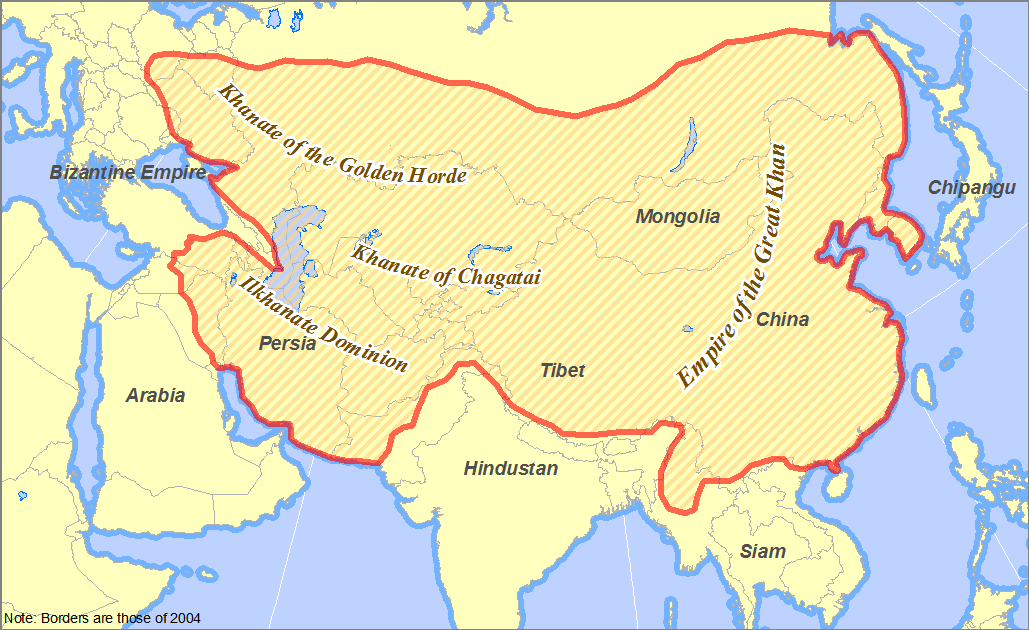 Khanate of the Golden Horde
Bizantine Empire
Chipangu
Mongolia
Khanate of Chagatai
Empire of the Great Khan
Ilkhanate Dominion
China
Persia
Tibet
Arabia
Hindustan
Siam
Note: Borders are those of 2004